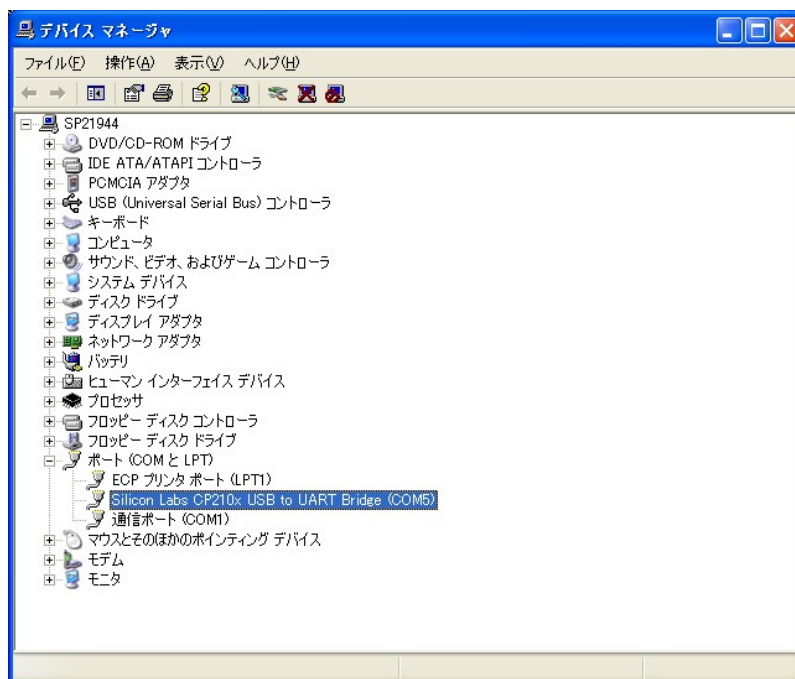 デバイス マネージャ
ファイル(F) 操作(A) 表示(V) ヘルプ(H)
SP21944
DVD/CD-ROM ドライブ
IDE ATA/ATAPI コントローラ
PCMCIA アダプタ
USB (Universal Serial Bus) コントローラ
キーボード
コンピュータ
サウンド、ビデオ、およびゲーム コントローラ
システム デバイス
ディスク ドライブ
ディスプレイ アダプタ
ネットワーク アダプタ
バッテリ
ヒューマン インターフェイス デバイス
プロセッサ
フロッピー ディスク コントローラ
フロッピー ディスク ドライブ
ポート (COM と LPT)
ECP プリンタ ポート (LPT1)
Silicon Labs CP210x USB to UART Bridge (COM5)
通信ポート (COM1)
マウスとそのほかのポインティング デバイス
モデム
モニタ